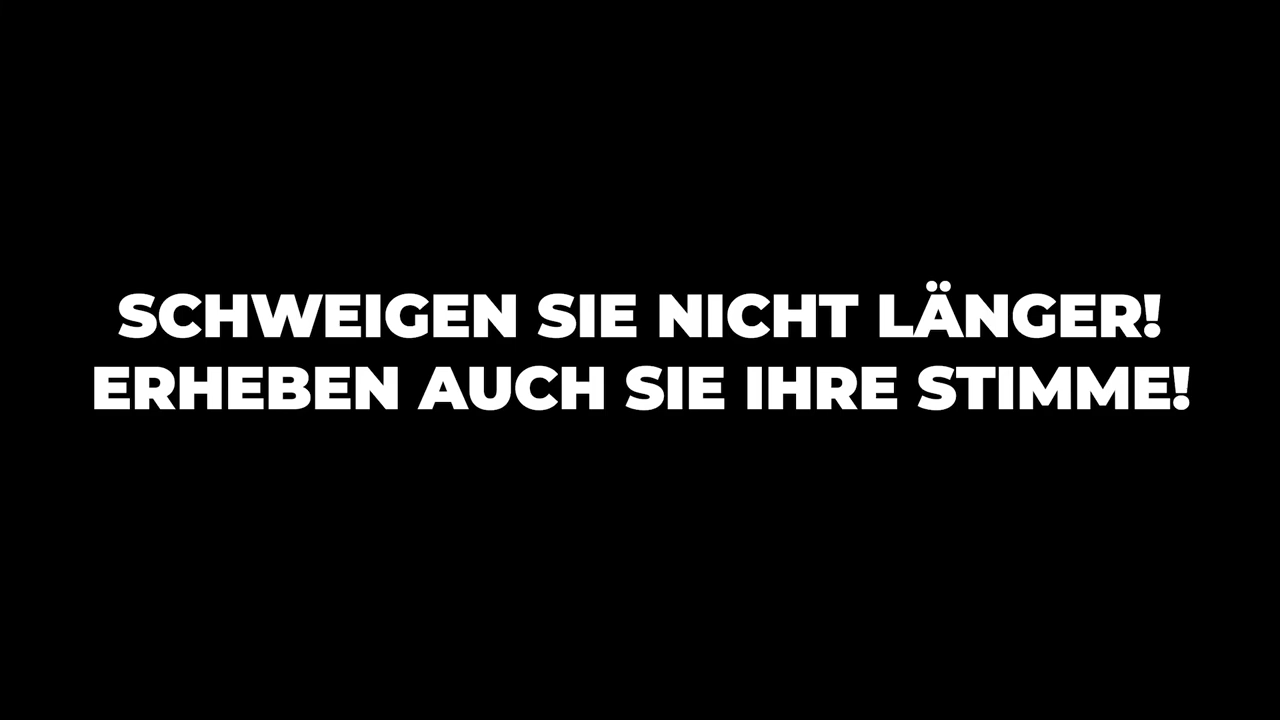 SCHWEIGEN SIE NICHT LÄNGER!
ERHEBEN AUCH SIE IHRE STIMME!